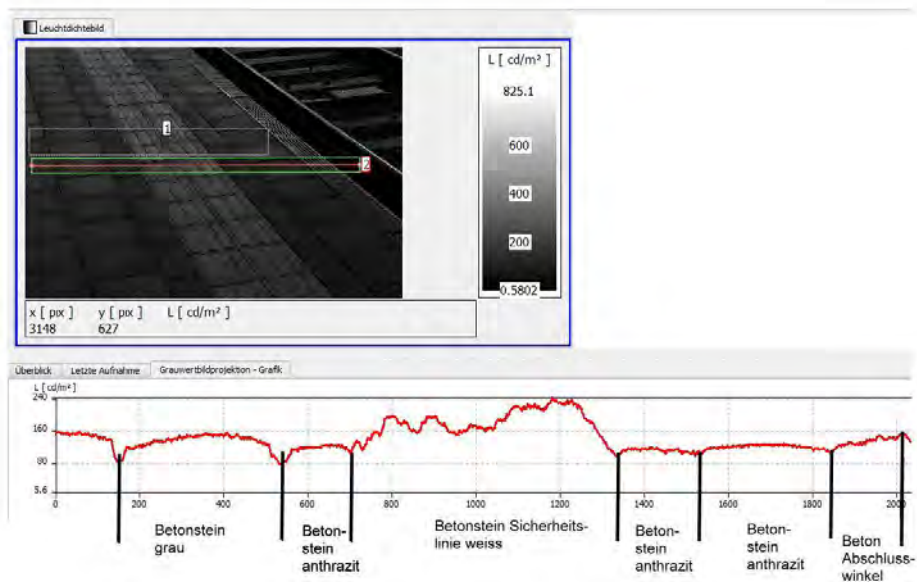 Leuchtdichtebild
L [ cd/m² ]
825.1
600
400
200
0.5802
1
2
x [ pix ] y [ pix ] L [ cd/m² ]
3148 627
Überblick Letzte Aufnahme Grauwertbildprojektion - Grafik
L [ cd/m² ]
240
160
80
5.6
0 200 400 600 800 1000 1200 1400 1600 1800 2000
Betonstein
grau
Beton-
stein
anthrazit
Betonstein Sicherheits-
linie weiss
Beton-
stein
anthrazit
Beton-
stein
anthrazit
Beton
Abschluss-
winkel